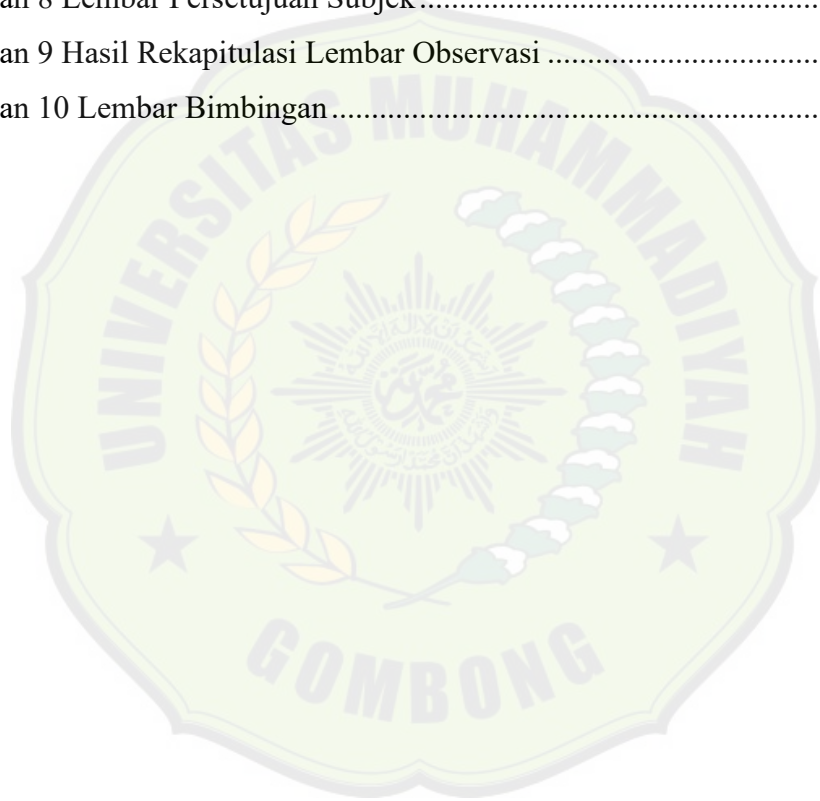 an 8 Lembar Persetujuan Subjek................................................
an 9 Hasil Rekapitulasi Lembar Observasi ..................................
an 10 Lembar Bimbingan.............................................................
UNIVERSITAS MUHAMMADIYAH
GOMBONG